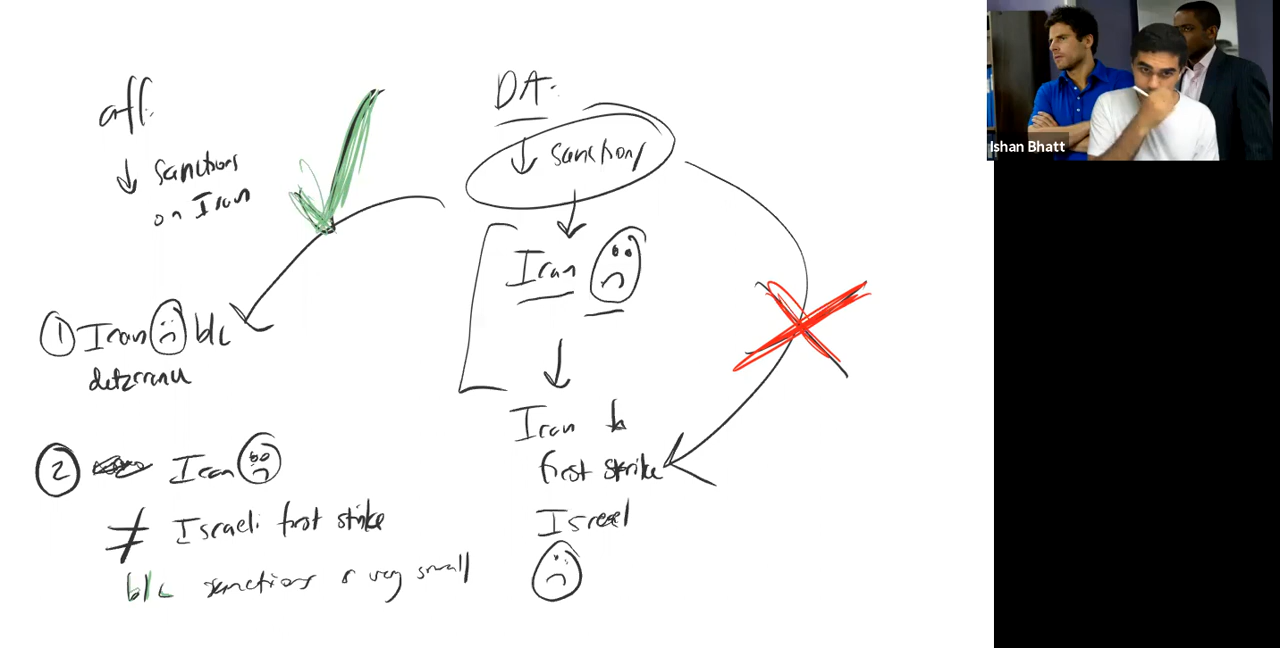 aff.
↓ sanctions
on Iran
① Iran ☹ b/c
deterrence
② Iran ☹
≠ Israeli first strike
b/c sanctions r very small
DA.
↓ sanctions
↓
Iran ☹
↓
Iran
first strike
Israel
☹
Ishan Bhatt